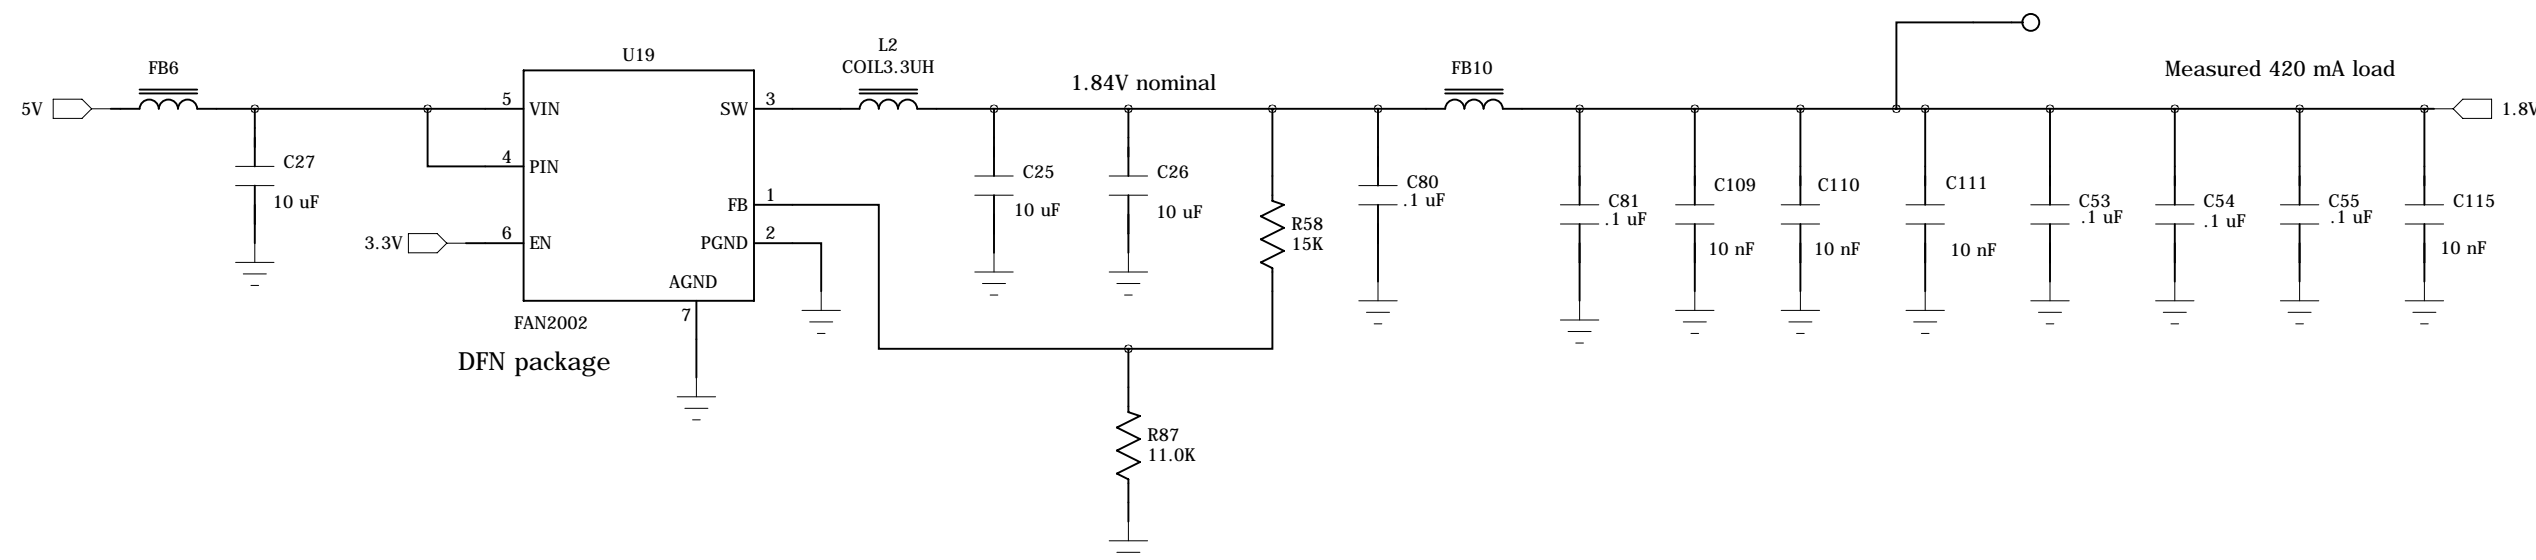 FB6
5V
C27
10 uF
3.3V
U19
5
VIN
4
PIN
6
EN
SW
3
FB
1
PGND
2
AGND
7
FAN2002
DFN package
L2
COIL3.3UH
1.84V nominal
C25
10 uF
C26
10 uF
R58
15K
R87
11.0K
C80
.1 uF
FB10
C81
.1 uF
C109
10 nF
C110
10 nF
C111
10 nF
Measured 420 mA load
C53
.1 uF
C54
.1 uF
C55
.1 uF
C115
10 nF
1.8V